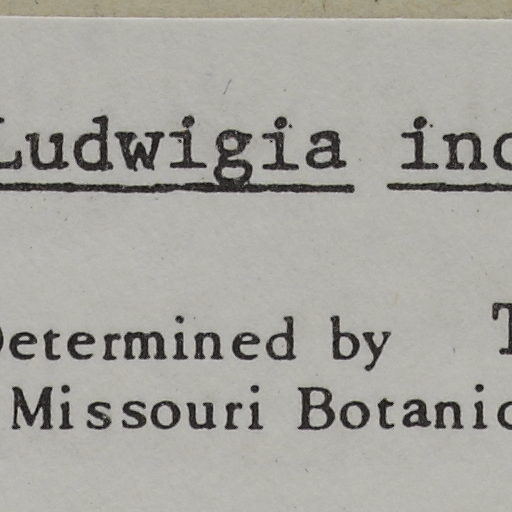 Ludwigia inc
Determined by T
Missouri Botanic